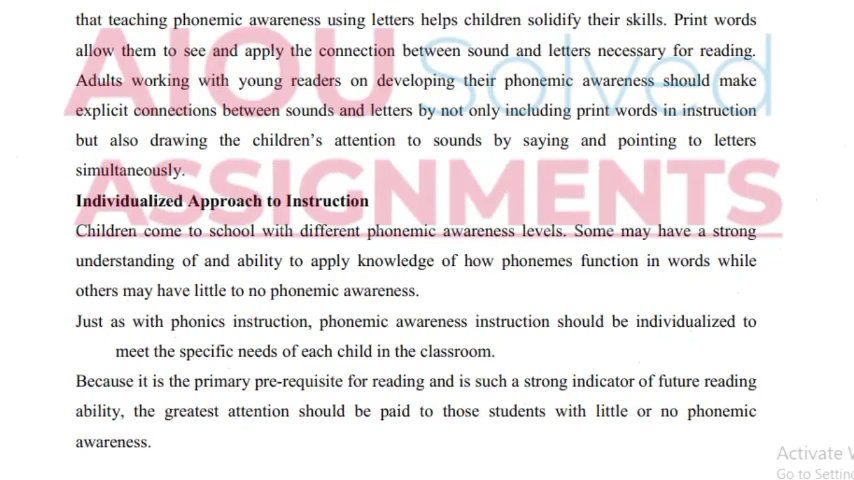 that teaching phonemic awareness using letters helps children solidify their skills. Print words
allow them to see and apply the connection between sound and letters necessary for reading.
Adults working with young readers on developing their phonemic awareness should make
explicit connections between sounds and letters by not only including print words in instruction
but also drawing the children's attention to sounds by saying and pointing to letters
simultaneously.
Individualized Approach to Instruction
Children come to school with different phonemic awareness levels. Some may have a strong
understanding of and ability to apply knowledge of how phonemes function in words while
others may have little to no phonemic awareness.
Just as with phonics instruction, phonemic awareness instruction should be individualized to
meet the specific needs of each child in the classroom.
Because it is the primary pre-requisite for reading and is such a strong indicator of future reading
ability, the greatest attention should be paid to those students with little or no phonemic
awareness.
AIOU Solved
ASSIGNMENTS
Activate W
Go to Settin